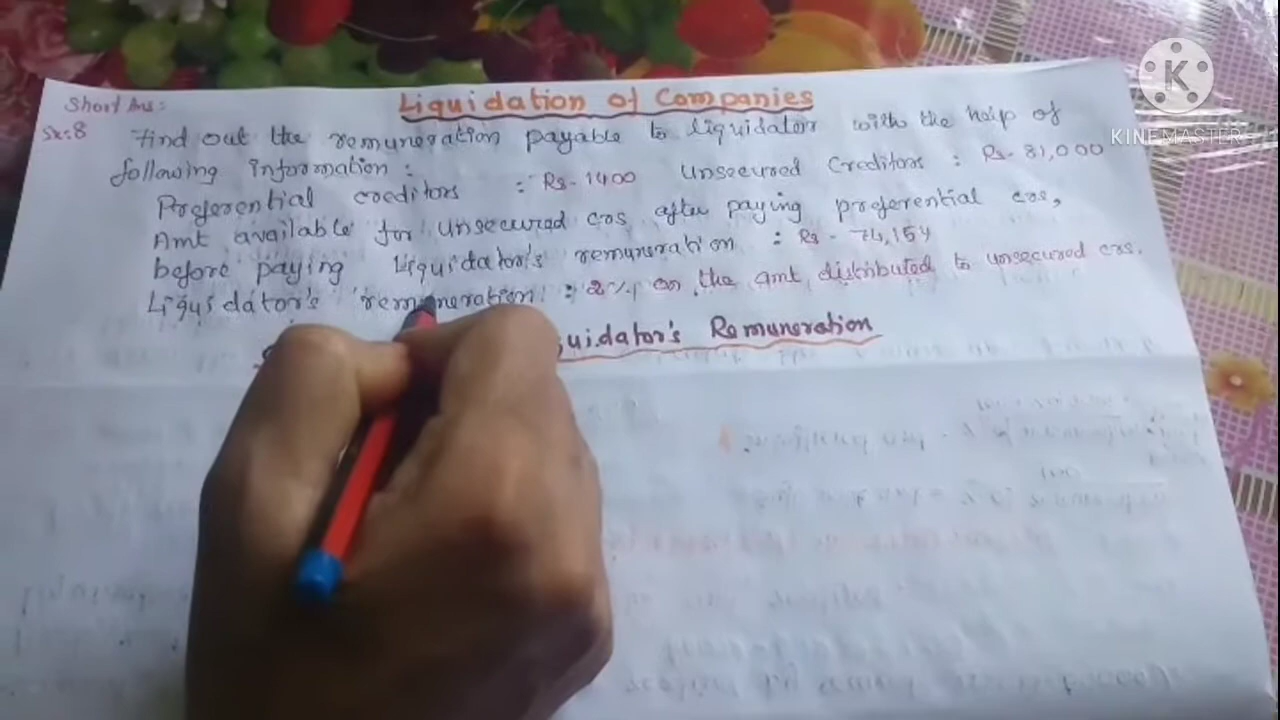 Short Ans:
Liquidation of Companies
Sk:8 Find out the remuneration payable to liquidator with the help of
following information:
Preferential creditors : Rs. 1400 Unsecured Creditors : Rs. 81,000
Amt available for unsecured crs after paying preferential crs,
before paying Liquidator's remuneration : Rs - 74,154
Liquidator's remuneration : 2% on the amt distributed to unsecured crs.
Liquidator's Remuneration
K
KINEMASTER